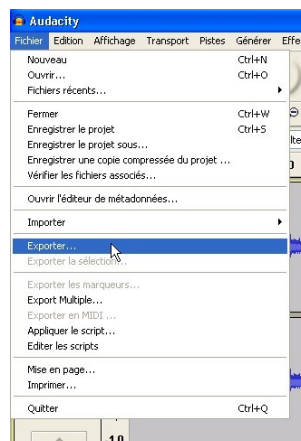 Audacity
Fichier Edition Affichage Transport Pistes Générer Effe
Nouveau Ctrl+N
Ouvrir... Ctrl+O
Fichiers récents...
Fermer Ctrl+W
Enregistrer le projet Ctrl+S
Enregistrer le projet sous...
Enregistrer une copie compressée du projet ...
Vérifier les fichiers associés...
Ouvrir l'éditeur de métadonnées...
Importer
Exporter...
Exporter la sélection...
Exporter les marqueurs...
Export Multiple...
Exporter en MIDI ...
Appliquer le script...
Editer les scripts
Mise en page...
Imprimer...
Quitter Ctrl+Q
1.0